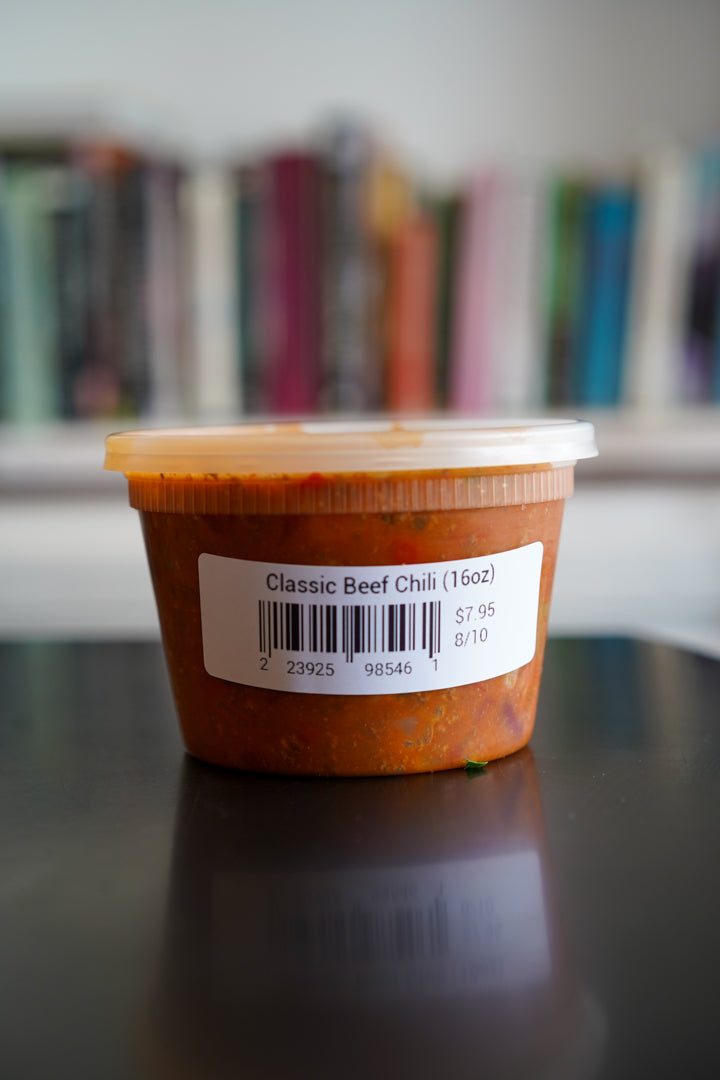 Classic Beef Chili (16oz)
$7.95
8/10
2 23925 98546 1